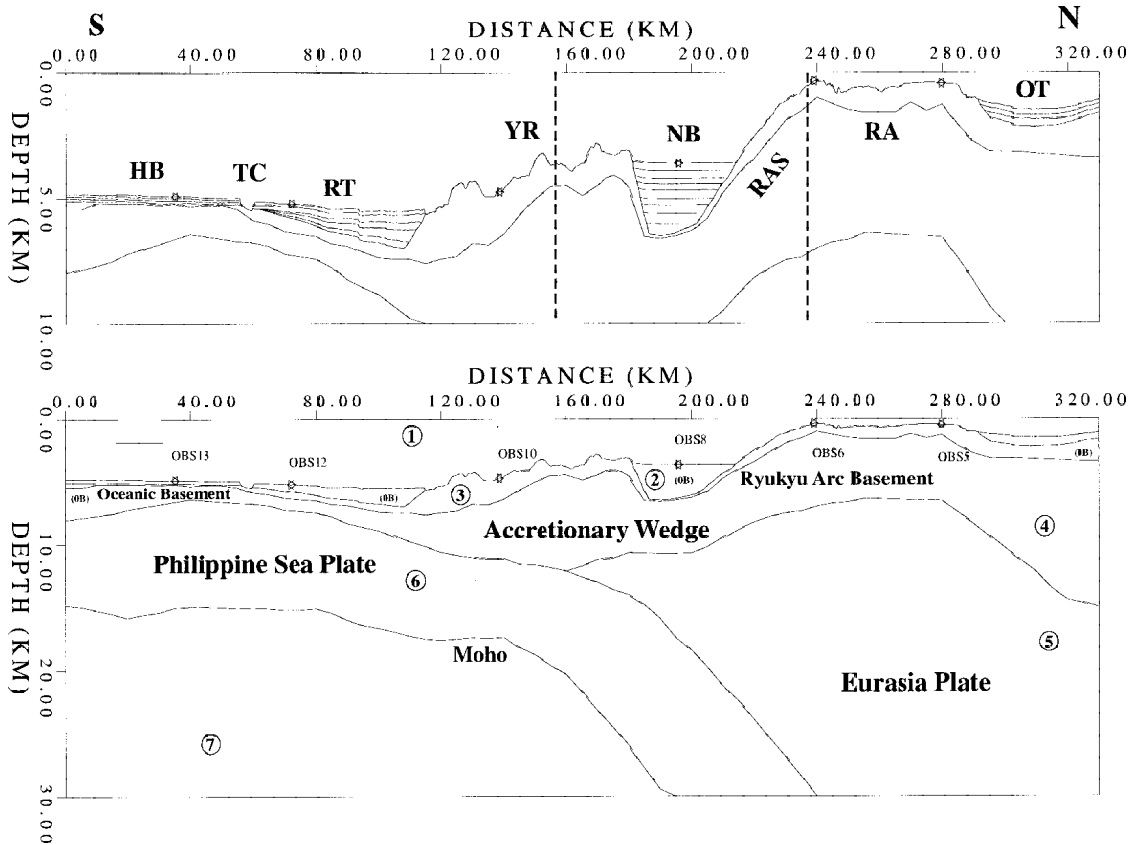 S
N
DISTANCE (KM)
0.00 40.00 80.00 120.00 160.00 200.00 240.00 280.00 320.00
0.00
5.00
10.00
DEPTH (KM)
HB
TC
RT
YR
NB
RAS
RA
OT
DISTANCE (KM)
0.00 40.00 80.00 120.00 160.00 200.00 240.00 280.00 320.00
0.00
10.00
20.00
30.00
DEPTH (KM)
1
OBS13
OBS12
OBS10
OBS8
OBS6
OBS5
(0B)
Oceanic Basement
(0B)
3
2
(0B)
Ryukyu Arc Basement
(0B)
Accretionary Wedge
4
Philippine Sea Plate
6
5
Moho
Eurasia Plate
7